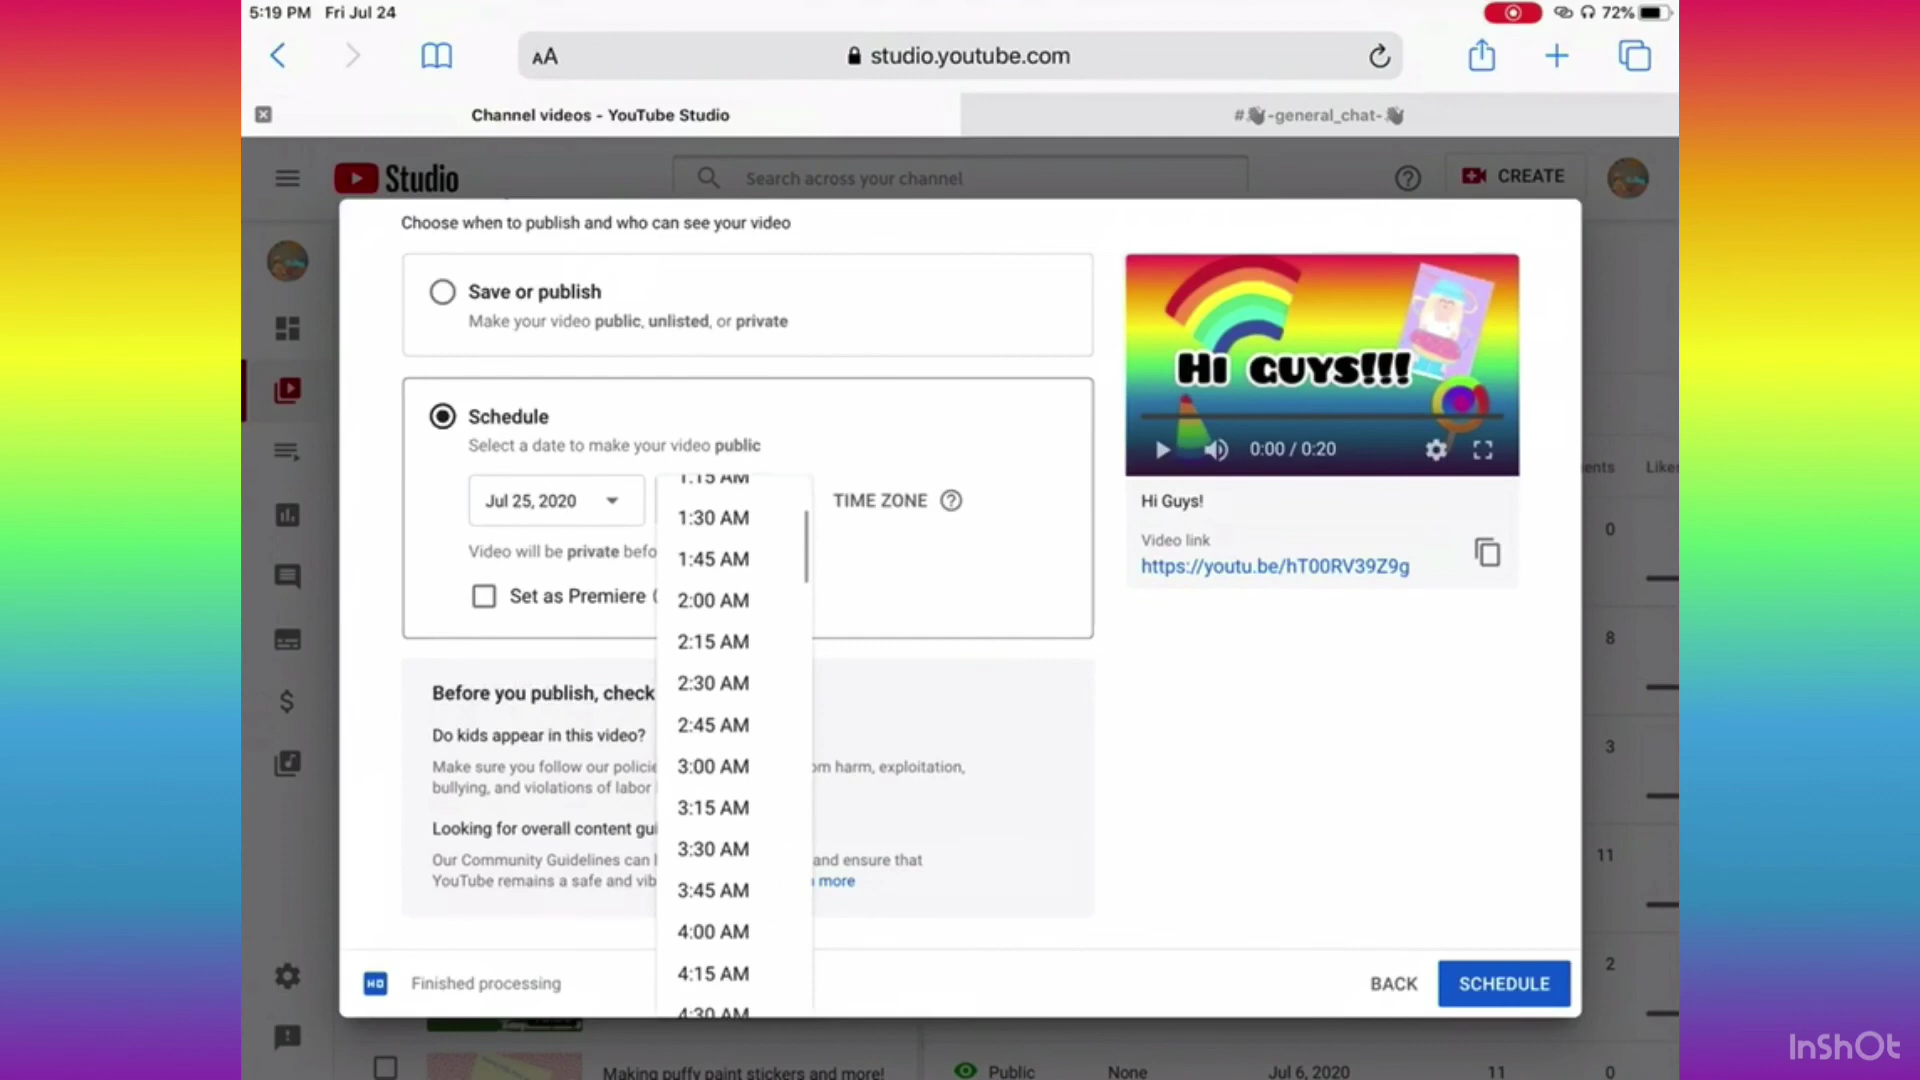 5:19 PM Fri Jul 24
72%
AA
studio.youtube.com
Channel videos - YouTube Studio
#👋-general_chat-👋
Studio
Search across your channel
CREATE
Choose when to publish and who can see your video
Save or publish
Make your video public, unlisted, or private
Schedule
Select a date to make your video public
Jul 25, 2020
TIME ZONE
Video will be private befo
Set as Premiere
1:15 AM
1:30 AM
1:45 AM
2:00 AM
2:15 AM
2:30 AM
2:45 AM
3:00 AM
3:15 AM
3:30 AM
3:45 AM
4:00 AM
4:15 AM
4:30 AM
Before you publish, check
Do kids appear in this video?
Make sure you follow our policie om harm, exploitation,
bullying, and violations of labor
Looking for overall content gui
Our Community Guidelines can and ensure that
YouTube remains a safe and vib more
HI GUYS!!!
0:00 / 0:20
Hi Guys!
Video link
https://youtu.be/hT00RV39Z9g
ents Like
0
8
3
11
2
HD
Finished processing
BACK
SCHEDULE
Making puffy paint stickers and more!
Public
None
Jul 6, 2020
11
0
InShOt